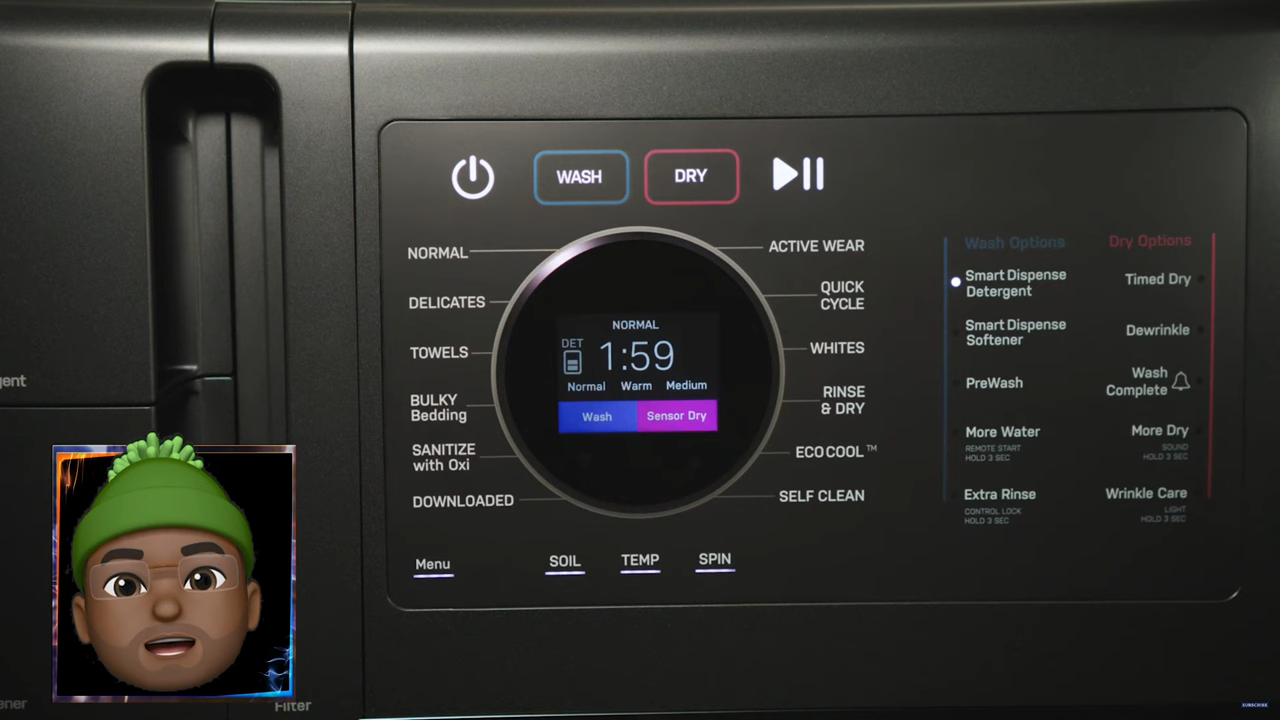 WASH
DRY
NORMAL
DELICATES
TOWELS
BULKY
Bedding
SANITIZE
with Oxi
DOWNLOADED
NORMAL
DET
1:59
Normal Warm Medium
Wash Sensor Dry
ACTIVE WEAR
QUICK
CYCLE
WHITES
RINSE
& DRY
ECOCOOL™
SELF CLEAN
Menu
SOIL
TEMP
SPIN
Wash Options
Smart Dispense
Detergent
Smart Dispense
Softener
PreWash
More Water
REMOTE START
HOLD 3 SEC
Extra Rinse
CONTROL LOCK
HOLD 3 SEC
Dry Options
Timed Dry
Dewrinkle
Wash
Complete
More Dry
SOUND
HOLD 3 SEC
Wrinkle Care
LIGHT
HOLD 3 SEC
gent
ener
Filter
SUBSCRIBE